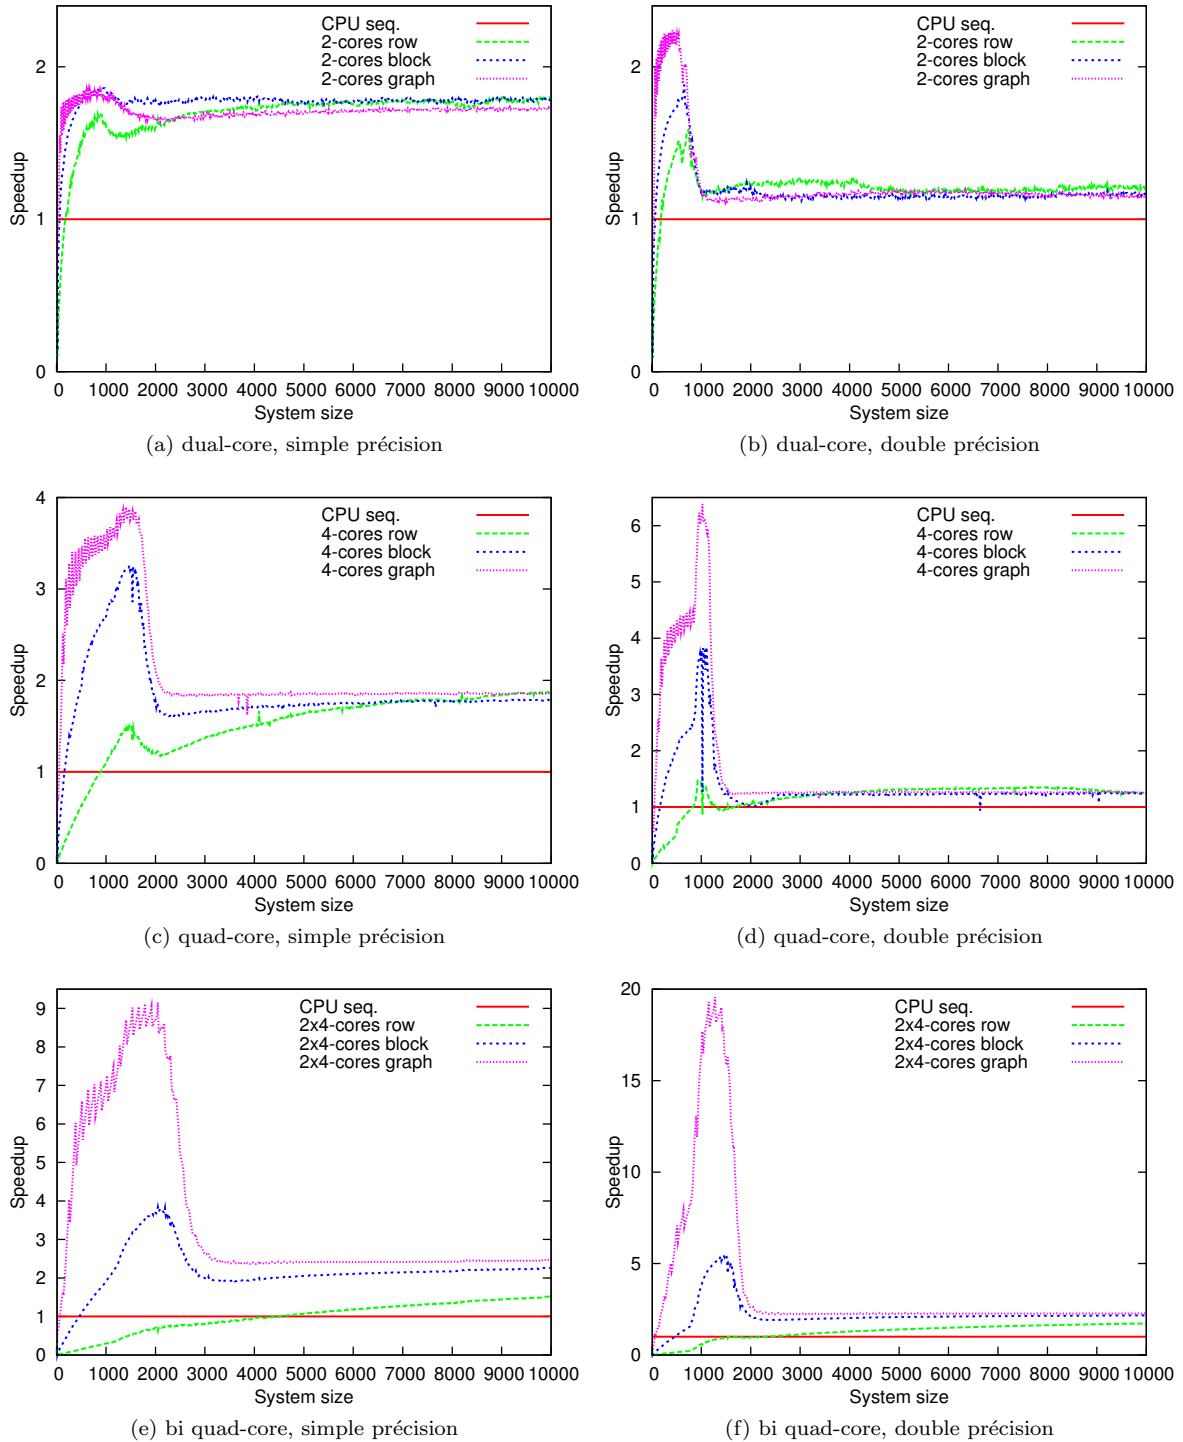 CPU seq.
2-cores row
2-cores block
2-cores graph
2
1
0
Speedup
0 1000 2000 3000 4000 5000 6000 7000 8000 9000 10000
System size
(a) dual-core, simple précision
CPU seq.
2-cores row
2-cores block
2-cores graph
2
1
0
Speedup
0 1000 2000 3000 4000 5000 6000 7000 8000 9000 10000
System size
(b) dual-core, double précision
CPU seq.
4-cores row
4-cores block
4-cores graph
4
3
2
1
0
Speedup
0 1000 2000 3000 4000 5000 6000 7000 8000 9000 10000
System size
(c) quad-core, simple précision
CPU seq.
4-cores row
4-cores block
4-cores graph
6
5
4
3
2
1
0
Speedup
0 1000 2000 3000 4000 5000 6000 7000 8000 9000 10000
System size
(d) quad-core, double précision
CPU seq.
2x4-cores row
2x4-cores block
2x4-cores graph
9
8
7
6
5
4
3
2
1
0
Speedup
0 1000 2000 3000 4000 5000 6000 7000 8000 9000 10000
System size
(e) bi quad-core, simple précision
CPU seq.
2x4-cores row
2x4-cores block
2x4-cores graph
20
15
10
5
1
0
Speedup
0 1000 2000 3000 4000 5000 6000 7000 8000 9000 10000
System size
(f) bi quad-core, double précision